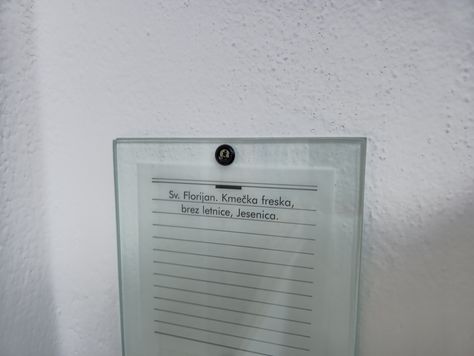 Sv. Florijan. Kmečka freska,
brez letnice, Jesenica.